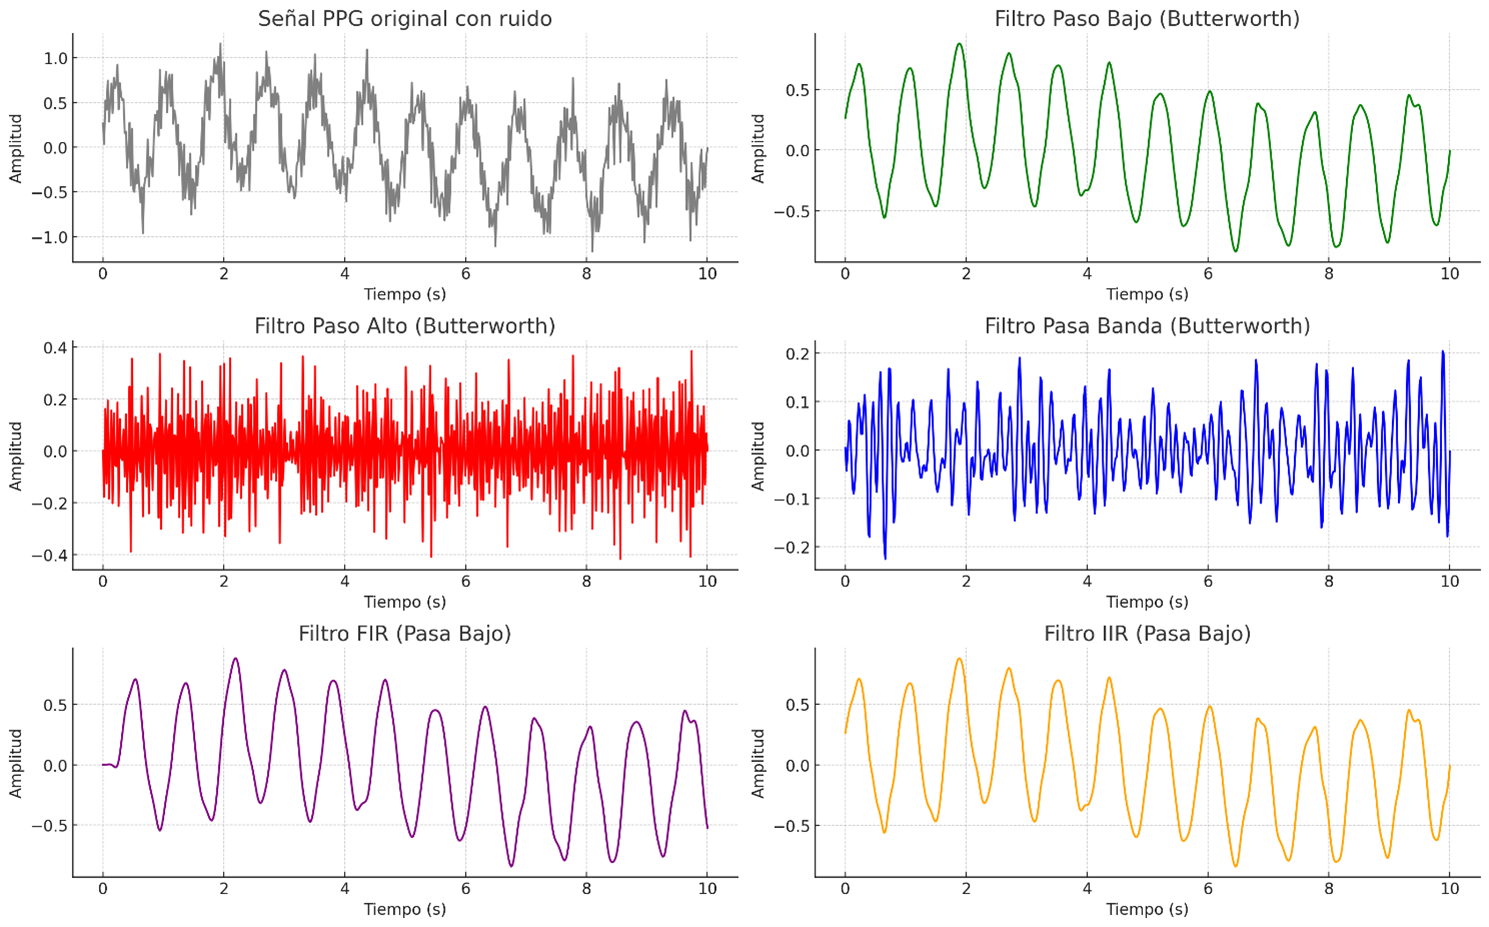 Señal PPG original con ruido
Amplitud
1.0
0.5
0.0
−0.5
−1.0
0 2 4 6 8 10
Tiempo (s)
Filtro Paso Bajo (Butterworth)
Amplitud
0.5
0.0
−0.5
0 2 4 6 8 10
Tiempo (s)
Filtro Paso Alto (Butterworth)
Amplitud
0.4
0.2
0.0
−0.2
−0.4
0 2 4 6 8 10
Tiempo (s)
Filtro Pasa Banda (Butterworth)
Amplitud
0.2
0.1
0.0
−0.1
−0.2
0 2 4 6 8 10
Tiempo (s)
Filtro FIR (Pasa Bajo)
Amplitud
0.5
0.0
−0.5
0 2 4 6 8 10
Tiempo (s)
Filtro IIR (Pasa Bajo)
Amplitud
0.5
0.0
−0.5
0 2 4 6 8 10
Tiempo (s)